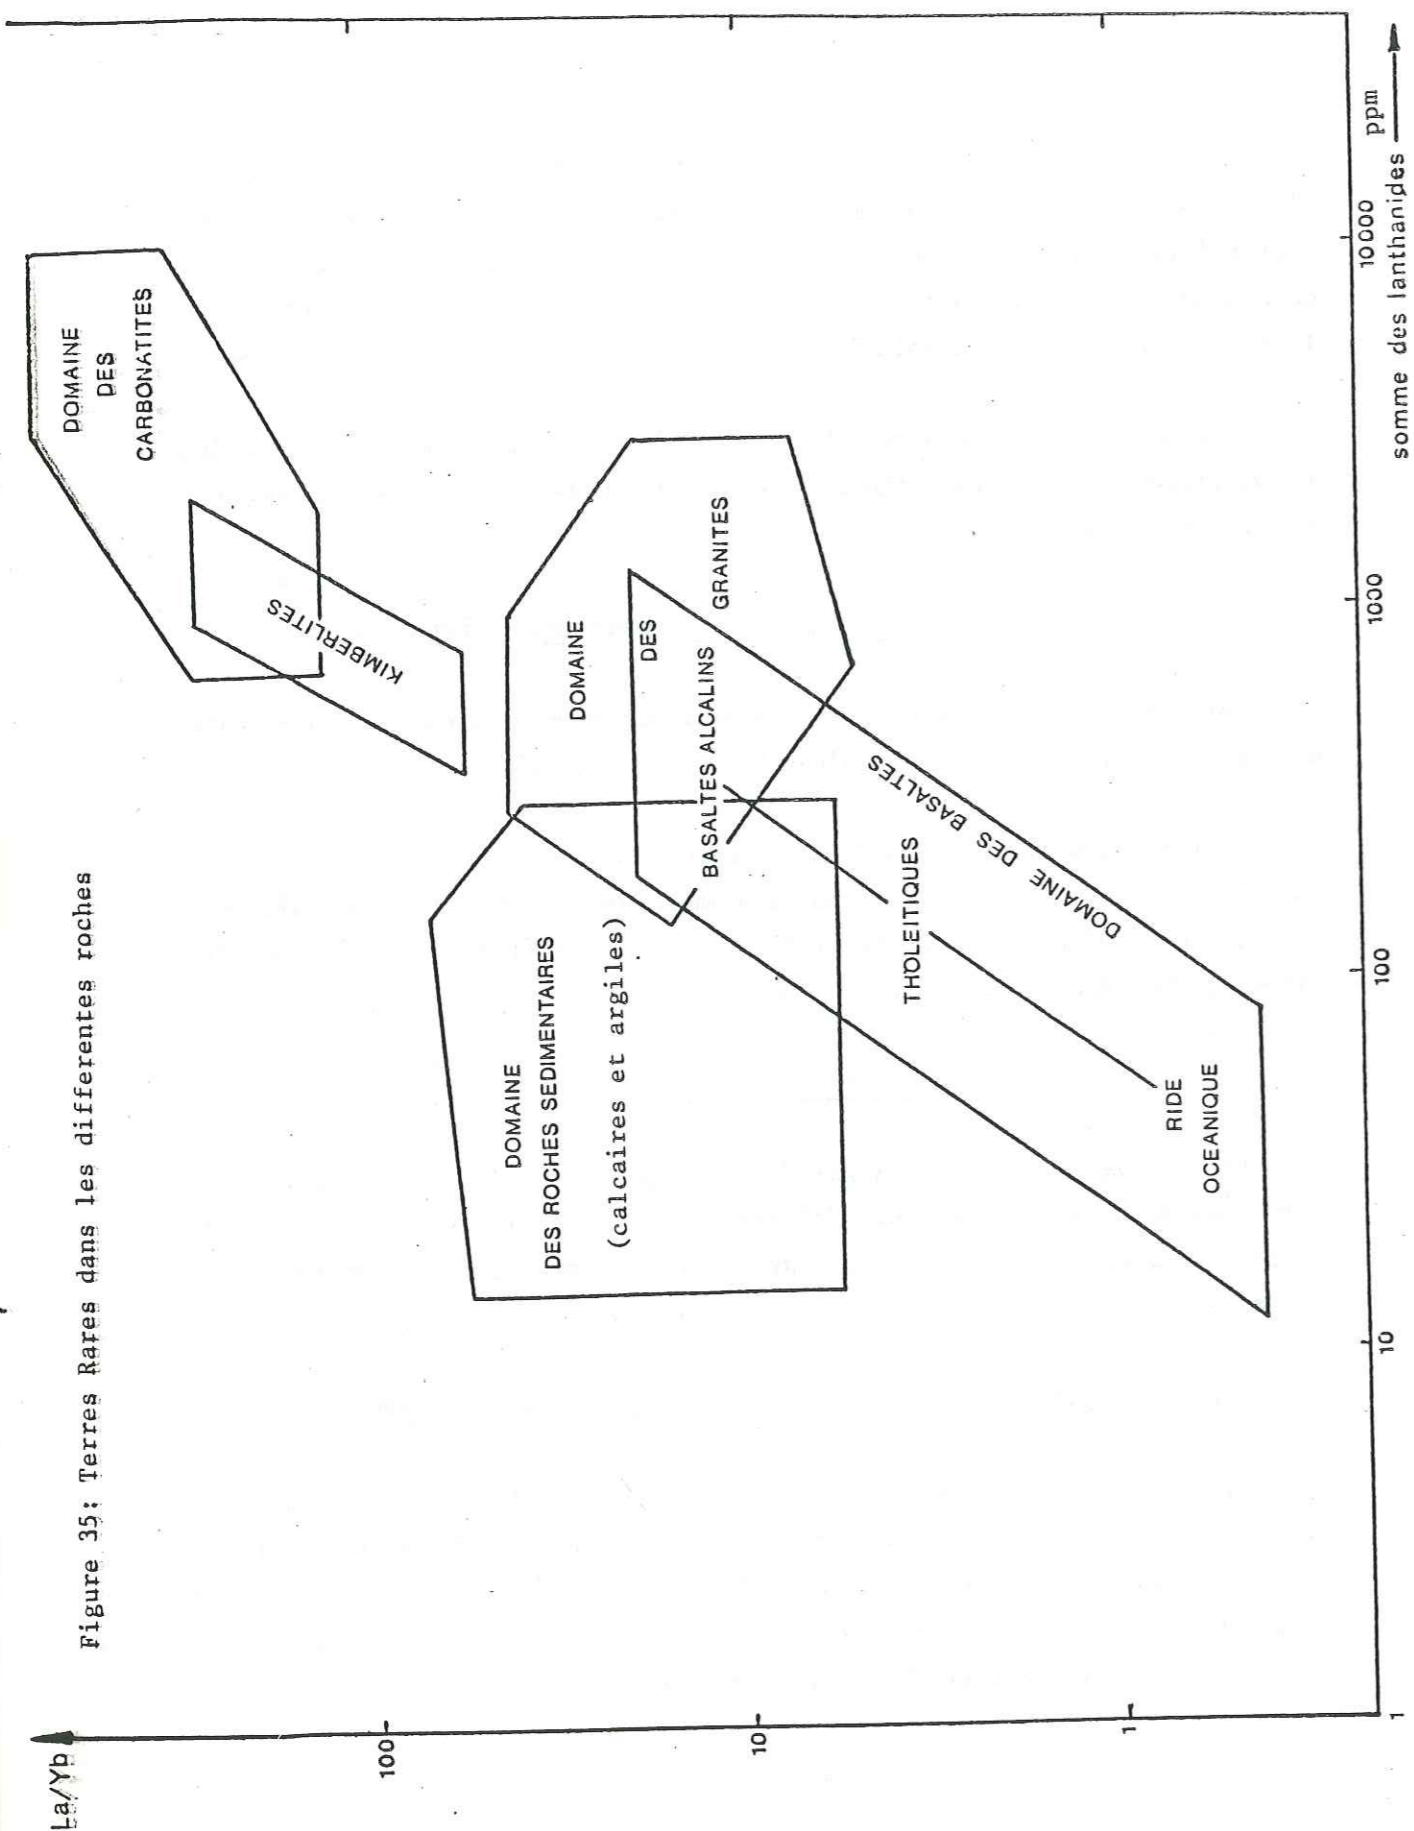 Figure 35: Terres Rares dans les differentes roches
La/Yb
100
10
1
DOMAINE
DES
CARBONATITES
KIMBERLITES
DOMAINE
DES
GRANITES
DOMAINE
DES ROCHES SEDIMENTAIRES
(calcaires et argiles)
BASALTES ALCALINS
THOLEITIQUES
DOMAINE DES BASALTES
RIDE
OCEANIQUE
1
10
100
1000
10000
ppm
somme des lanthanides